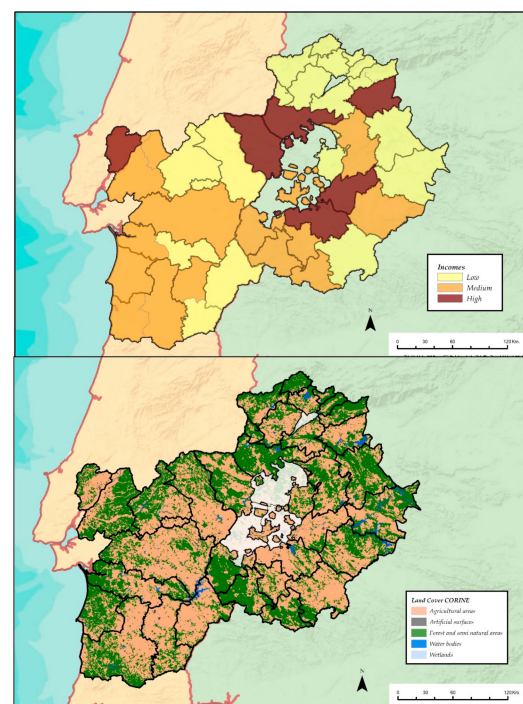 Incomes
Low
Medium
High
N
0 30 60 120 Km.
Land Cover CORINE
Agricultural areas
Artificial surfaces
Forest and semi natural areas
Water bodies
Wetlands
N
0 30 60 120 Km.